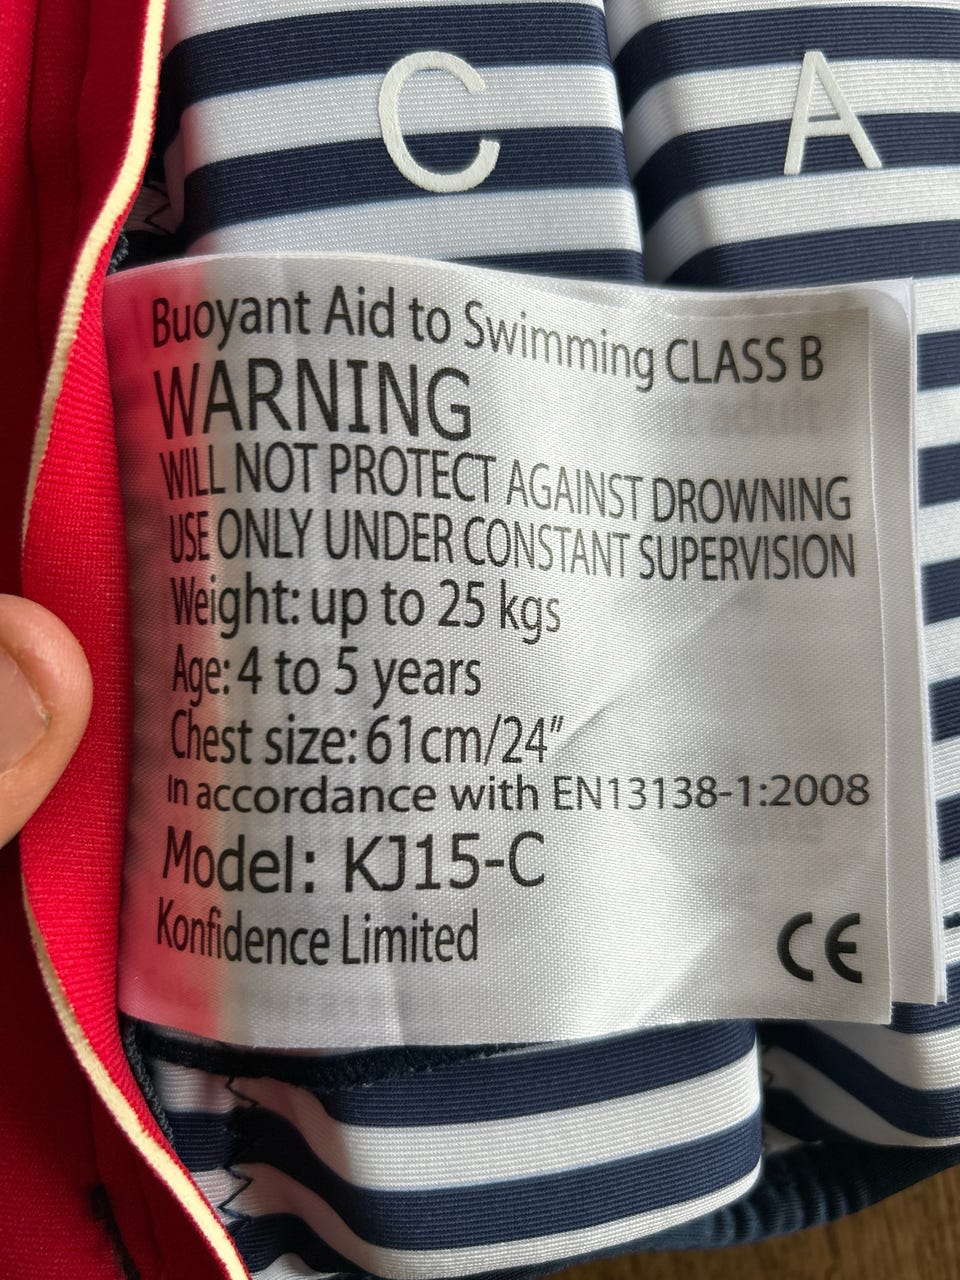 C A
Buoyant Aid to Swimming CLASS B
WARNING
WILL NOT PROTECT AGAINST DROWNING
USE ONLY UNDER CONSTANT SUPERVISION
Weight: up to 25 kgs
Age: 4 to 5 years
Chest size: 61cm/24"
In accordance with EN13138-1:2008
Model: KJ15-C
Konfidence Limited
CE